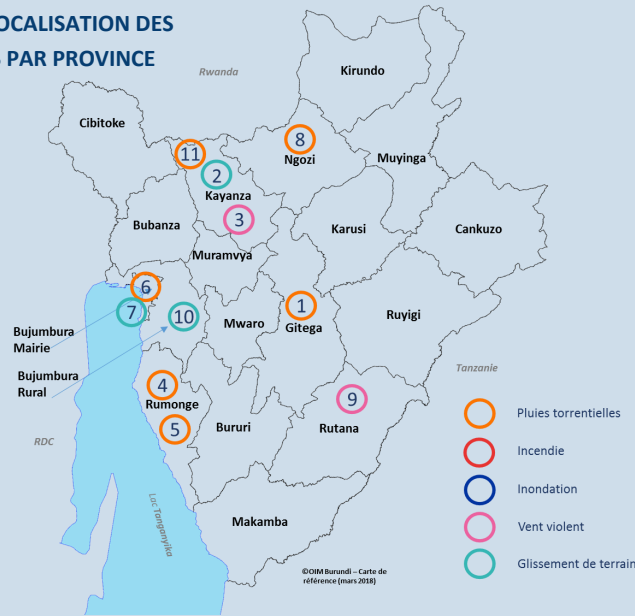 OCALISATION DES
PAR PROVINCE
Rwanda
Kirundo
Cibitoke
8
Ngozi
11
Muyinga
2
Kayanza
3
Bubanza
Karusi
Cankuzo
Muramvya
6
7
10
1
Gitega
Mwaro
Ruyigi
Bujumbura
Mairie
Bujumbura
Rural
Tanzanie
4
Rumonge
5
9
Rutana
Bururi
RDC
Lac Tanganyika
Makamba
Pluies torrentielles
Incendie
Inondation
Vent violent
Glissement de terrain
©OIM Burundi – Carte de
référence (mars 2018)